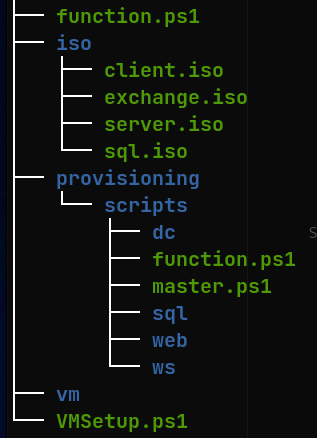 function.ps1
iso
client.iso
exchange.iso
server.iso
sql.iso
provisioning
scripts
dc
function.ps1
master.ps1
sql
web
ws
vm
VMSetup.ps1